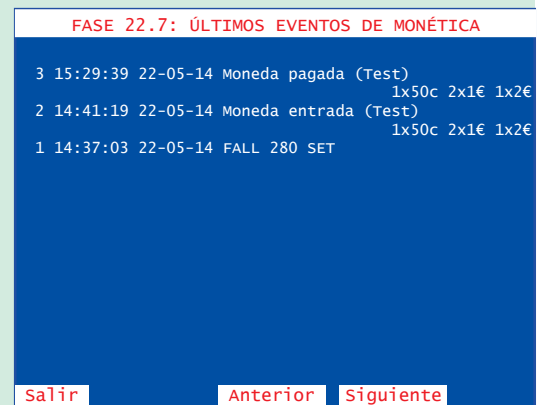 FASE 22.7: ÚLTIMOS EVENTOS DE MONÉTICA
3 15:29:39 22-05-14 Moneda pagada (Test)
1x50c 2x1€ 1x2€
2 14:41:19 22-05-14 Moneda entrada (Test)
1x50c 2x1€ 1x2€
1 14:37:03 22-05-14 FALL 280 SET
Salir Anterior Siguiente